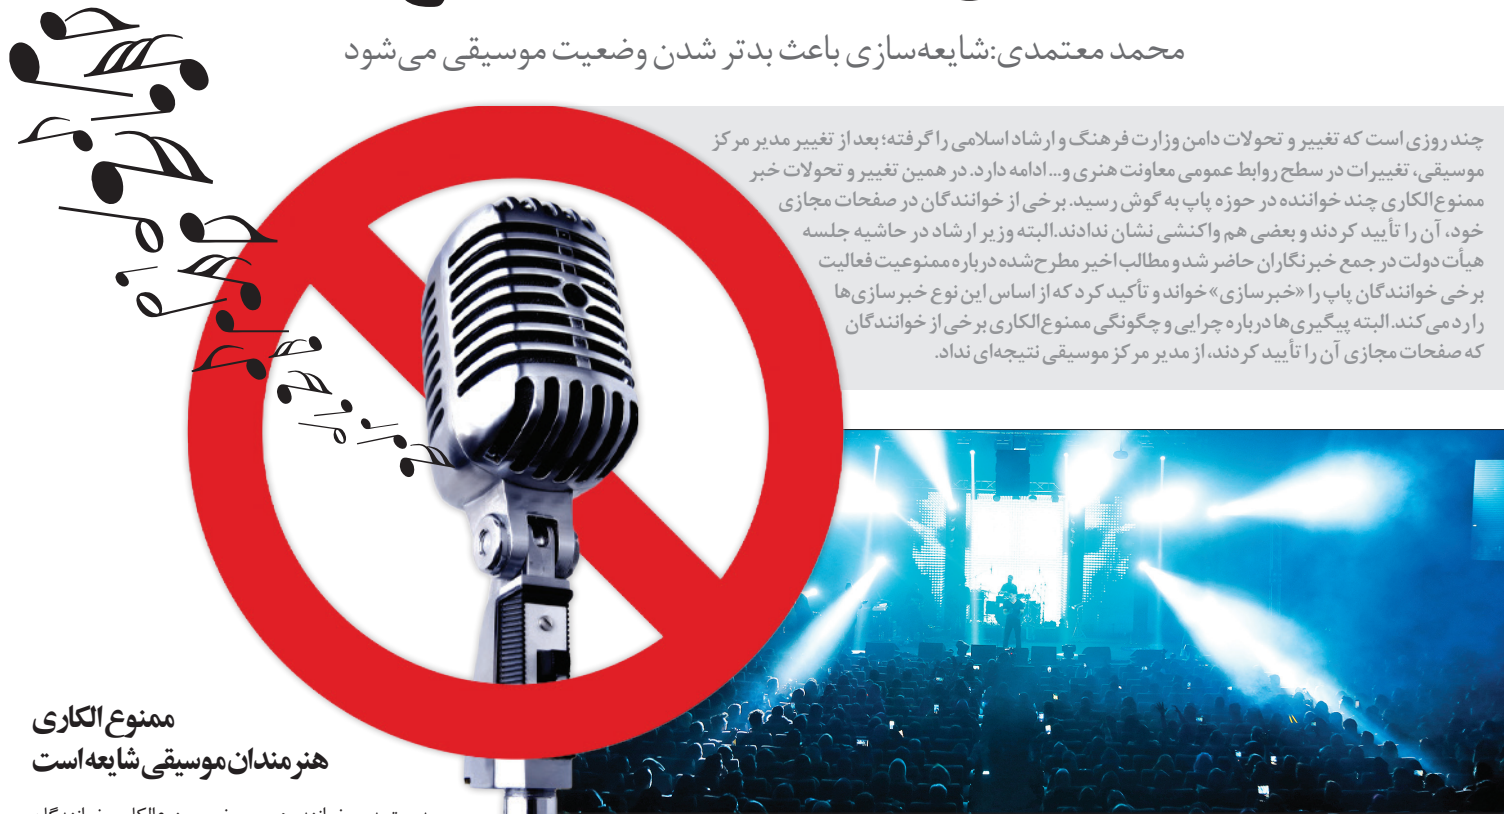 محمد معتمدی:شایعه‌سازی باعث بدتر شدن وضعیت موسیقی می‌شود
چند روزی است که تغییر و تحولات دامن وزارت فرهنگ و ارشاد اسلامی را گرفته؛ بعد از تغییر مدیر مرکز
موسیقی، تغییرات در سطح روابط عمومی معاونت هنری و... ادامه دارد. در همین تغییر و تحولات خبر
ممنوع‌الکاری چند خواننده در حوزه پاپ به گوش رسید. برخی از خوانندگان در صفحات مجازی
خود، آن را تأیید کردند و بعضی هم واکنشی نشان ندادند.البته وزیر ارشاد در حاشیه جلسه
هیأت دولت در جمع خبرنگاران حاضر شد و مطالب اخیر مطرح‌شده درباره ممنوعیت فعالیت
برخی خوانندگان پاپ را «خبرسازی» خواند و تأکید کرد که از اساس این نوع خبرسازی‌ها
را رد می‌کند. البته پیگیری‌ها درباره چرایی و چگونگی ممنوع‌الکاری برخی از خوانندگان
که صفحات مجازی آن را تأیید کردند، از مدیر مرکز موسیقی نتیجه‌ای نداد.
ممنوع الکاری
هنرمندان موسیقی شایعه است